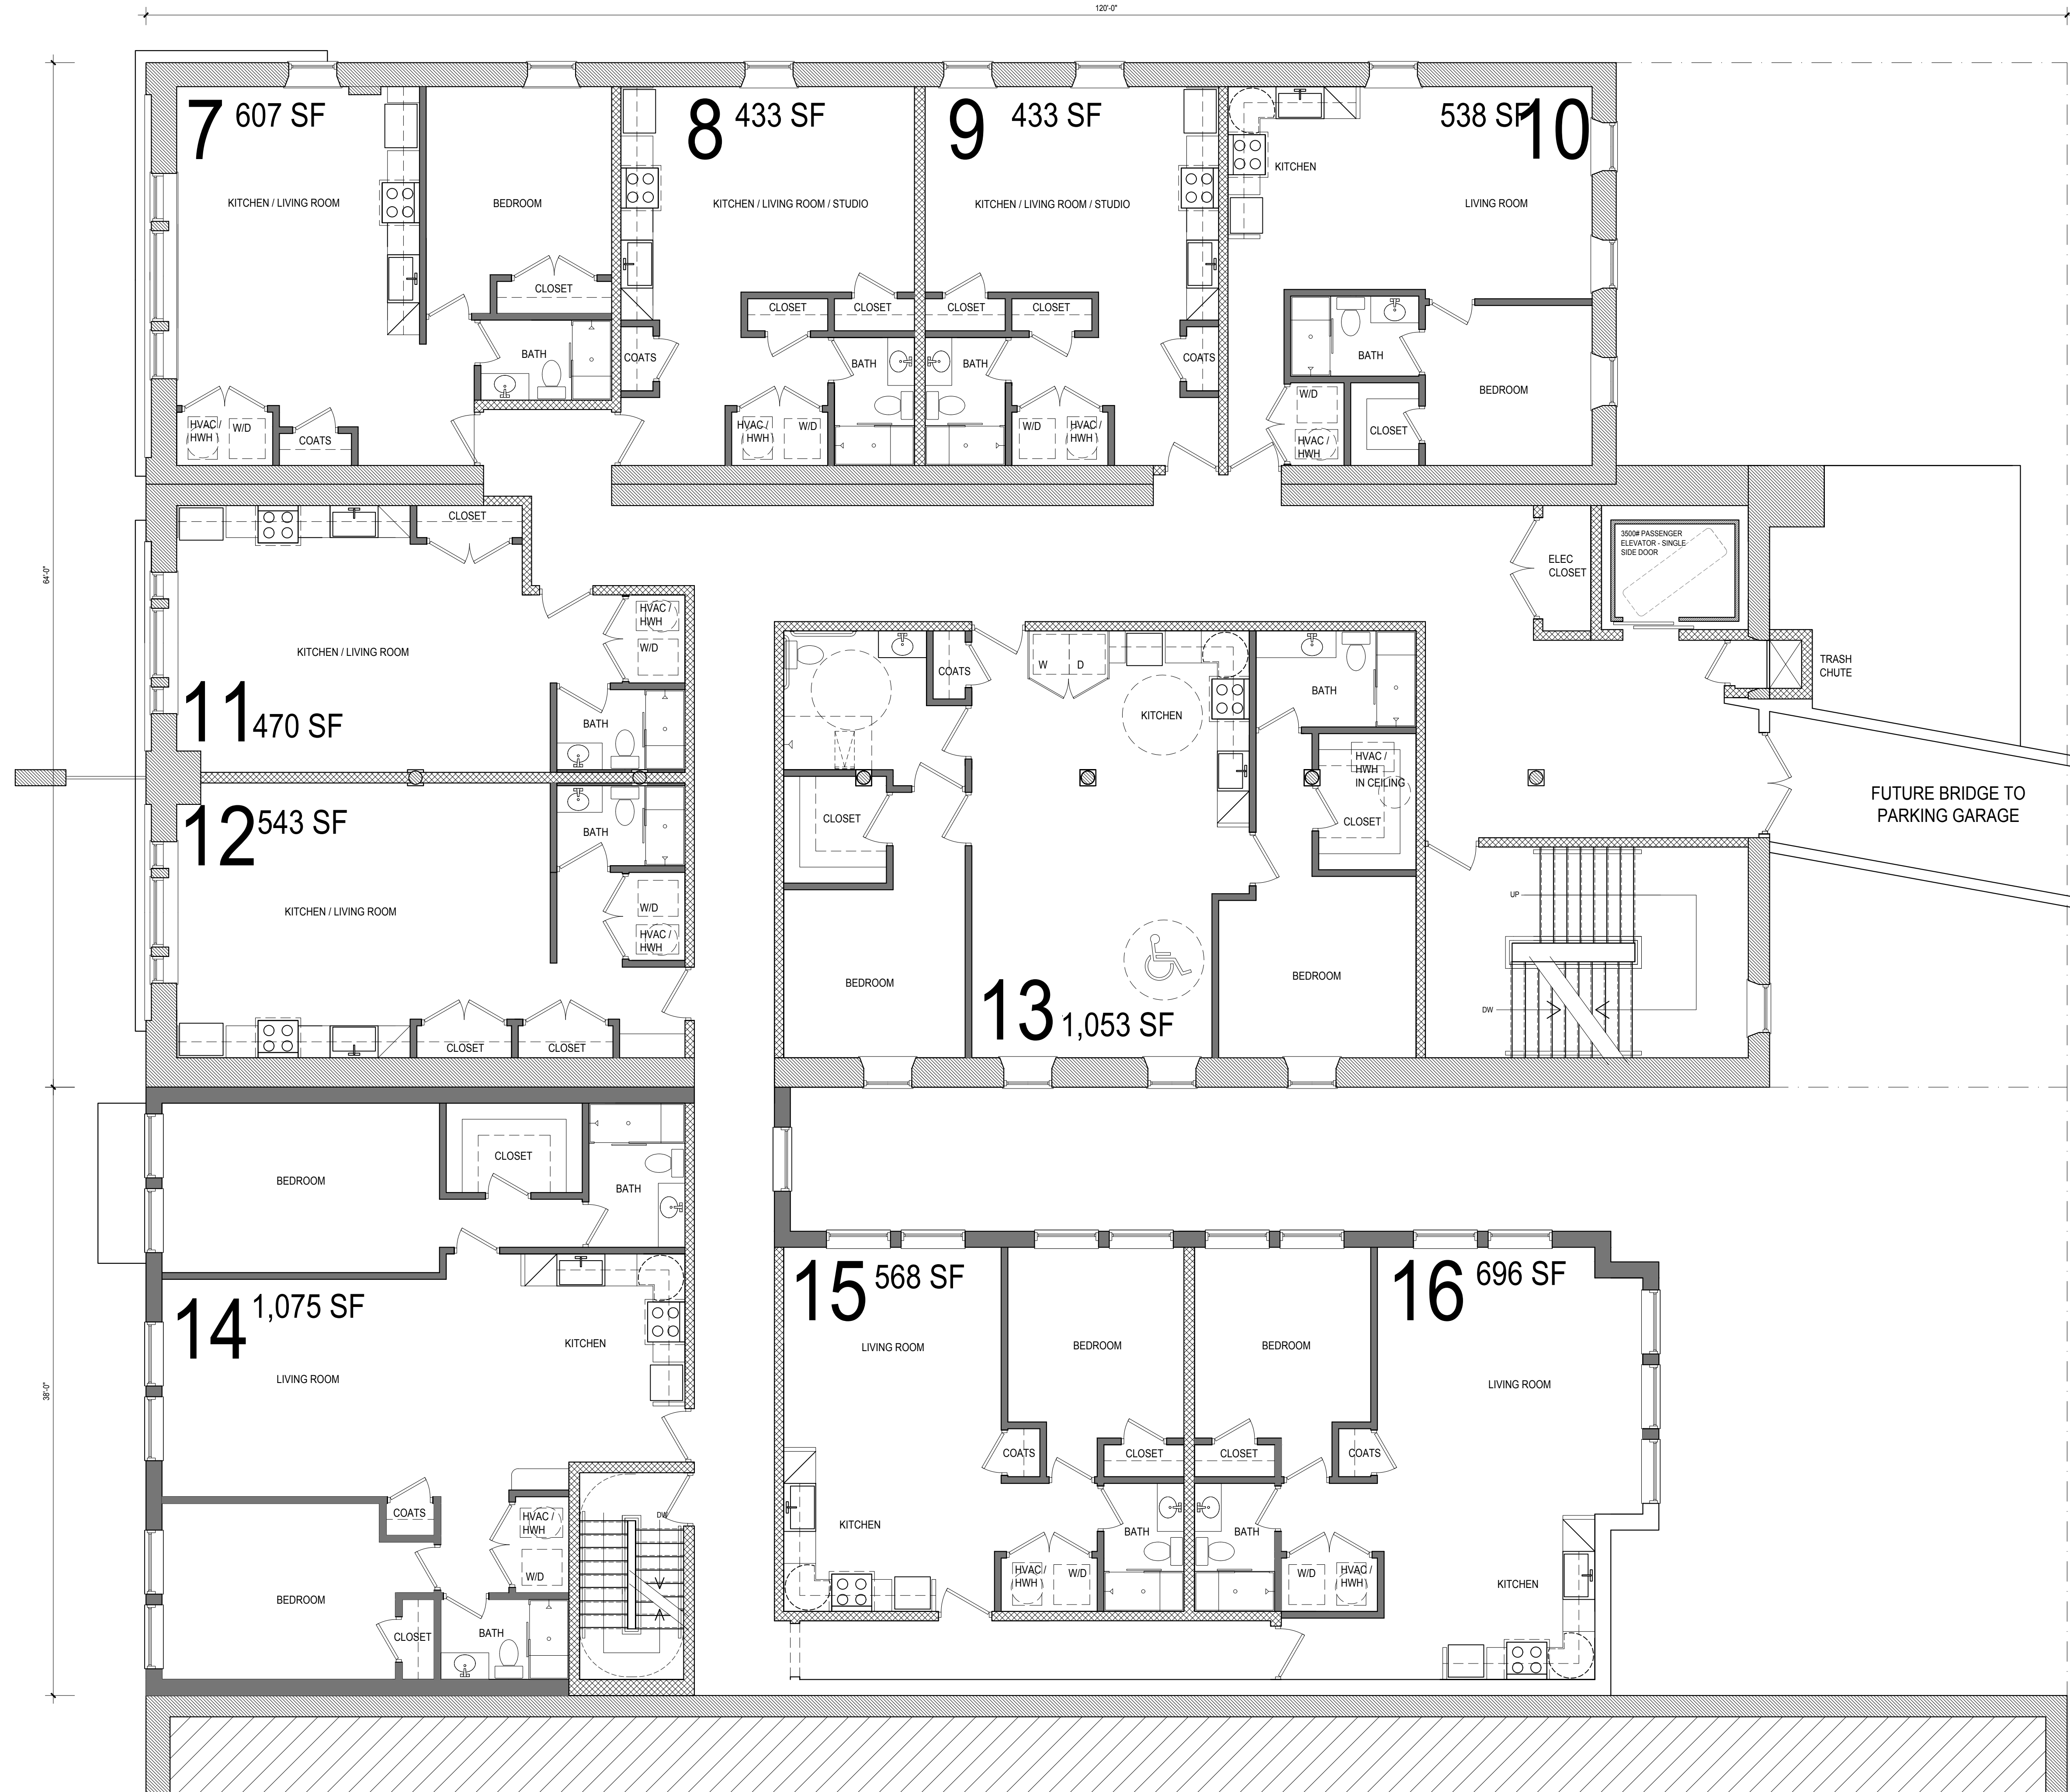 120'-0"
7 607 SF
8 433 SF
9 433 SF
538 SF 10
KITCHEN
KITCHEN / LIVING ROOM
BEDROOM
KITCHEN / LIVING ROOM / STUDIO
KITCHEN / LIVING ROOM / STUDIO
LIVING ROOM
CLOSET
CLOSET
CLOSET
CLOSET
CLOSET
BATH
COATS
BATH
BATH
COATS
BATH
BEDROOM
W/D
HVAC /
HWH
W/D
COATS
HVAC /
HWH
W/D
W/D
HVAC /
HWH
HVAC /
HWH
CLOSET
CLOSET
3500# PASSENGER
ELEVATOR - SINGLE
SIDE DOOR
ELEC
CLOSET
64'-0"
HVAC /
HWH
W/D
KITCHEN / LIVING ROOM
11 470 SF
BATH
COATS
W
D
KITCHEN
BATH
TRASH
CHUTE
HVAC /
HWH
IN CEILING
CLOSET
CLOSET
FUTURE BRIDGE TO
PARKING GARAGE
12 543 SF
BATH
KITCHEN / LIVING ROOM
W/D
HVAC /
HWH
UP
DW
BEDROOM
BEDROOM
13 1,053 SF
CLOSET
CLOSET
BEDROOM
CLOSET
BATH
14 1,075 SF
KITCHEN
LIVING ROOM
15 568 SF
16 696 SF
LIVING ROOM
BEDROOM
BEDROOM
LIVING ROOM
38'-0"
COATS
CLOSET
CLOSET
COATS
COATS
HVAC /
HWH
DW
W/D
KITCHEN
BATH
BATH
BEDROOM
HVAC /
HWH
W/D
W/D
HVAC /
HWH
KITCHEN
CLOSET
BATH